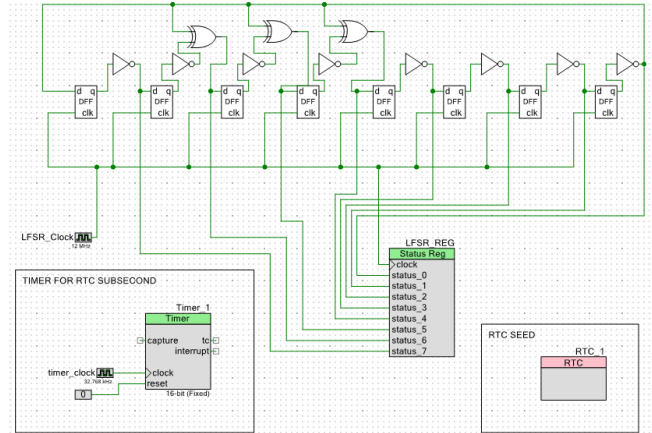 d q
DFF
clk
d q
DFF
clk
d q
DFF
clk
d q
DFF
clk
d q
DFF
clk
d q
DFF
clk
d q
DFF
clk
d q
DFF
clk
LFSR_Clock
12 MHz
LFSR_REG
Status Reg
clock
status_0
status_1
status_2
status_3
status_4
status_5
status_6
status_7
TIMER FOR RTC SUBSECOND
Timer_1
Timer
capture tc
interrupt
timer_clock
32.768 kHz
clock
reset
0
16-bit (Fixed)
RTC SEED
RTC_1
RTC